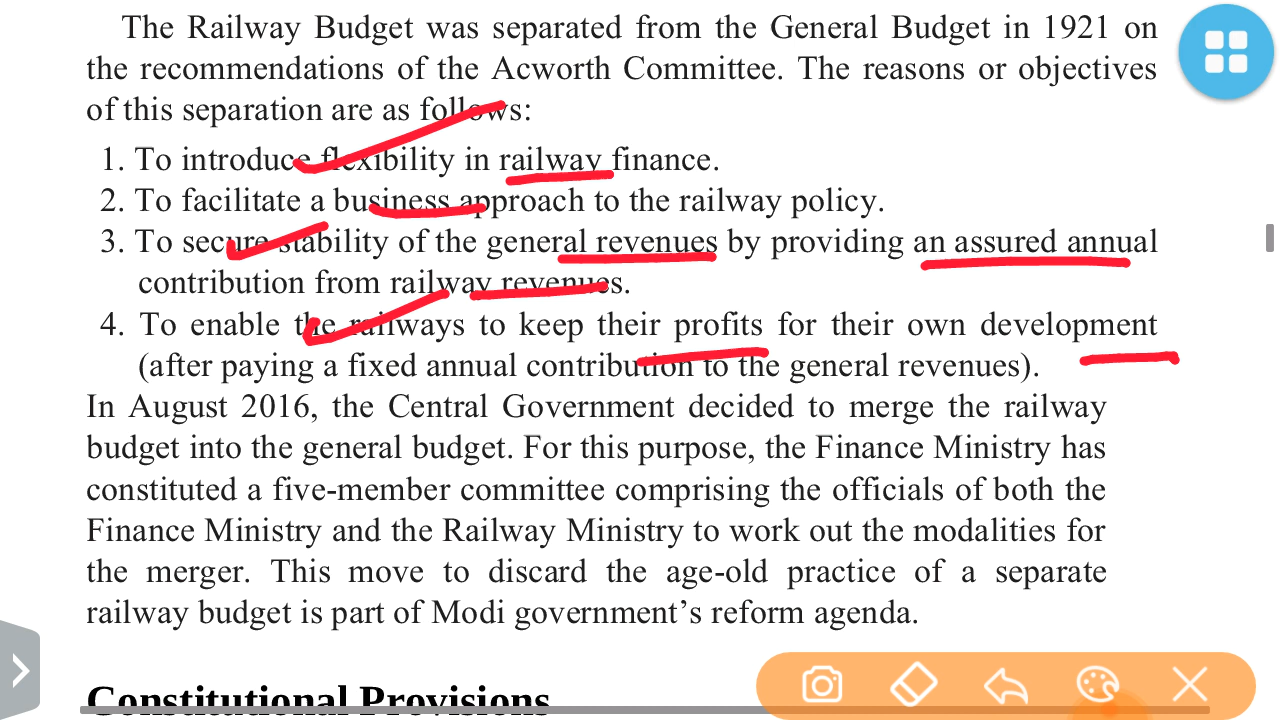 The Railway Budget was separated from the General Budget in 1921 on
the recommendations of the Acworth Committee. The reasons or objectives
of this separation are as follows:
1. To introduce flexibility in railway finance.
2. To facilitate a business approach to the railway policy.
3. To secure stability of the general revenues by providing an assured annual
contribution from railway revenues.
4. To enable the railways to keep their profits for their own development
(after paying a fixed annual contribution to the general revenues).
In August 2016, the Central Government decided to merge the railway
budget into the general budget. For this purpose, the Finance Ministry has
constituted a five-member committee comprising the officials of both the
Finance Ministry and the Railway Ministry to work out the modalities for
the merger. This move to discard the age-old practice of a separate
railway budget is part of Modi government’s reform agenda.
Constitutional Provisions